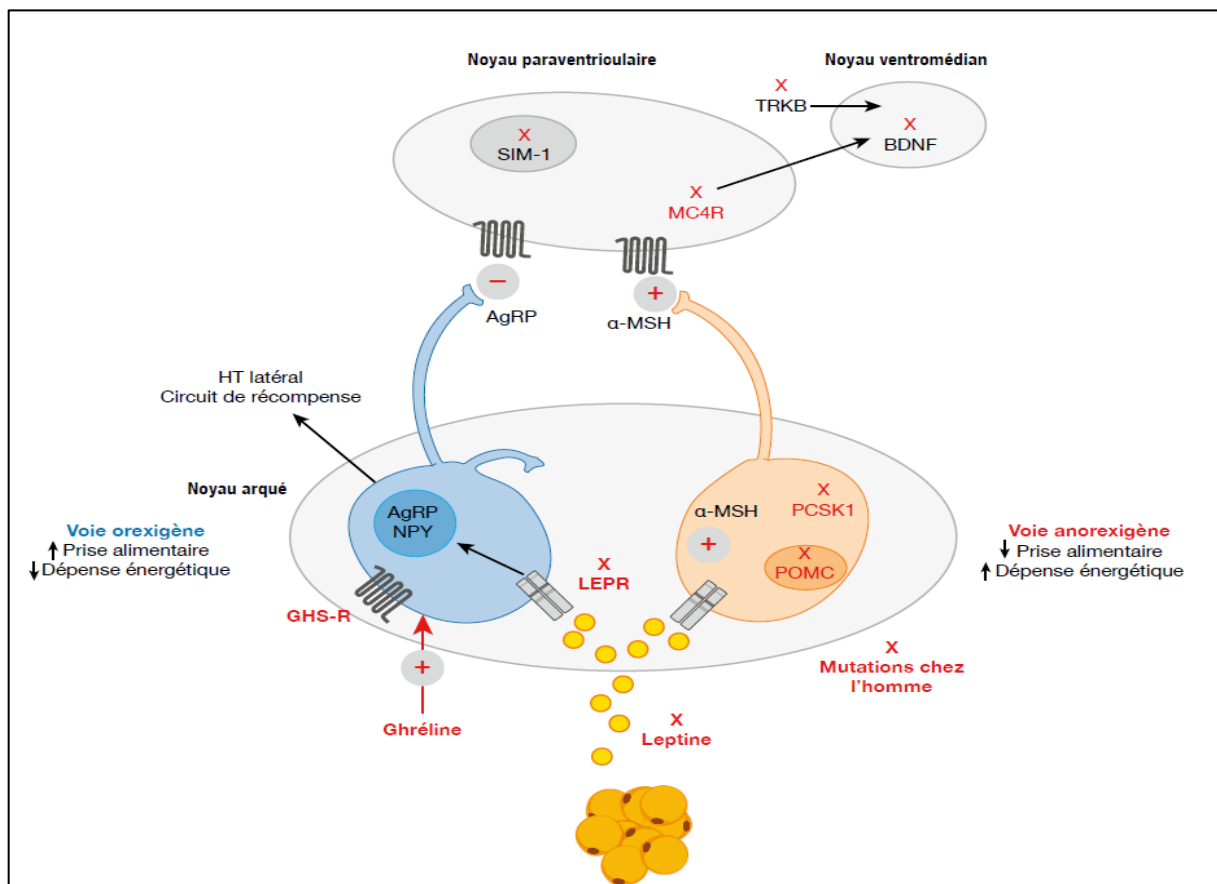 Noyau paraventriculaire
Noyau ventromédian
X
TRKB
X
BDNF
X
SIM-1
X
MC4R
−
AgRP
+
α-MSH
HT latéral
Circuit de récompense
Noyau arqué
Voie orexigène
↑ Prise alimentaire
↓ Dépense énergétique
AgRP
NPY
GHS-R
+
Ghréline
X
LEPR
α-MSH
+
X
PCSK1
X
POMC
Voie anorexigène
↓ Prise alimentaire
↑ Dépense énergétique
X
Mutations chez
l'homme
X
Leptine